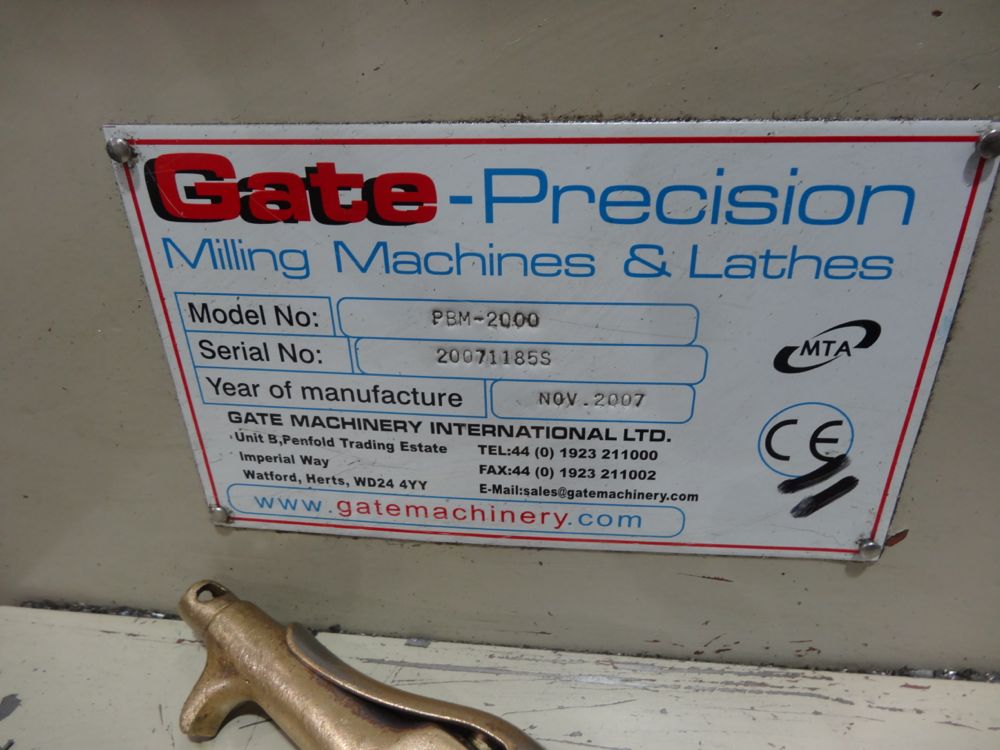 Gate-Precision
Milling Machines & Lathes
Model No: PBM-2000
Serial No: 20071185S
Year of manufacture NOV.2007
MTA
CE
GATE MACHINERY INTERNATIONAL LTD.
Unit B,Penfold Trading Estate
Imperial Way
Watford, Herts, WD24 4YY
TEL:44 (0) 1923 211000
FAX:44 (0) 1923 211002
E-Mail:sales@gatemachinery.com
www.gatemachinery.com